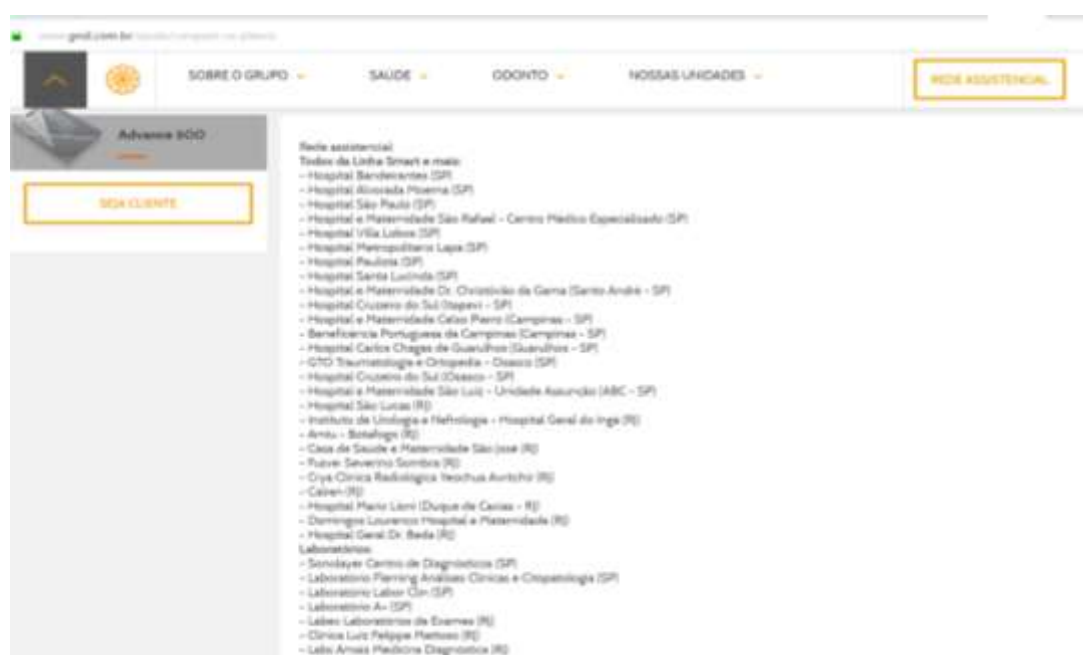 gndi.com.br
SOBRE O GRUPO
SAÚDE
ODONTO
NOSSAS UNIDADES
REDE ASSISTENCIAL
Advance 600
SEJA CLIENTE
Rede assistencial:
Todos da Linha Smart e mais:
- Hospital Bandeirantes (SP)
- Hospital Alvorada Moema (SP)
- Hospital São Paulo (SP)
- Hospital e Maternidade São Rafael - Centro Médico Especializado (SP)
- Hospital Villa Lobos (SP)
- Hospital Metropolitano Lapa (SP)
- Hospital Paulista (SP)
- Hospital Santa Lucinda (SP)
- Hospital e Maternidade Dr. Christóvão da Gama (Santo André - SP)
- Hospital Cruzeiro do Sul (Itapevi - SP)
- Hospital e Maternidade Celso Pierro (Campinas - SP)
- Beneficência Portuguesa de Campinas (Campinas - SP)
- Hospital Carlos Chagas de Guarulhos (Guarulhos - SP)
- GTO Traumatologia e Ortopedia - Osasco (SP)
- Hospital Cruzeiro do Sul (Osasco - SP)
- Hospital e Maternidade São Luiz - Unidade Assunção (ABC - SP)
- Hospital São Lucas (RJ)
- Instituto de Urologia e Nefrologia - Hospital Geral do Ingá (RJ)
- Botafogo (RJ)
- Casa de Saúde e Maternidade São José (RJ)
- Severino Sombra (RJ)
- Clínica Radiológica (RJ)
- (RJ)
- Hospital Mario Lioni (Duque de Caxias - RJ)
- Domingos Lourenço Hospital e Maternidade (RJ)
- Hospital Geral Dr. Beda (RJ)
Laboratórios:
- Sonolayer Centro de Diagnósticos (SP)
- Laboratório Fleming Análises Clínicas e Citopatologia (SP)
- Laboratório Labor Clin (SP)
- Laboratório A+ (SP)
- Labes Laboratórios de Exames (RJ)
- Clínica Luiz Felippe Mattoso (RJ)
- Labs Amais Medicina Diagnóstica (RJ)